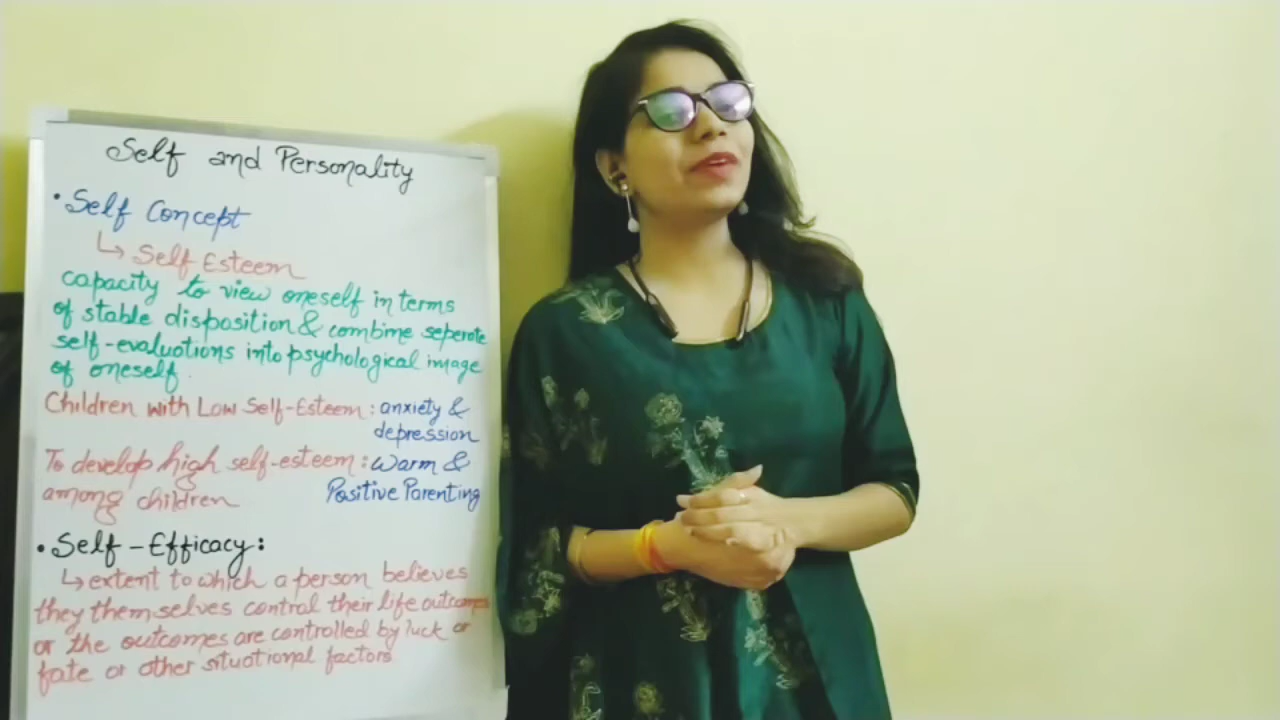 Self and Personality
• Self Concept
↳ Self Esteem
capacity to view oneself in terms
of stable disposition & combine seperate
self-evaluations into psychological image
of oneself.
Children with Low Self-Esteem: anxiety &
depression
To develop high self-esteem: Warm &
among children Positive Parenting
• Self-Efficacy:
↳ extent to which a person believes
they themselves control their life outcomes
or the outcomes are controlled by luck or
fate or other situational factors